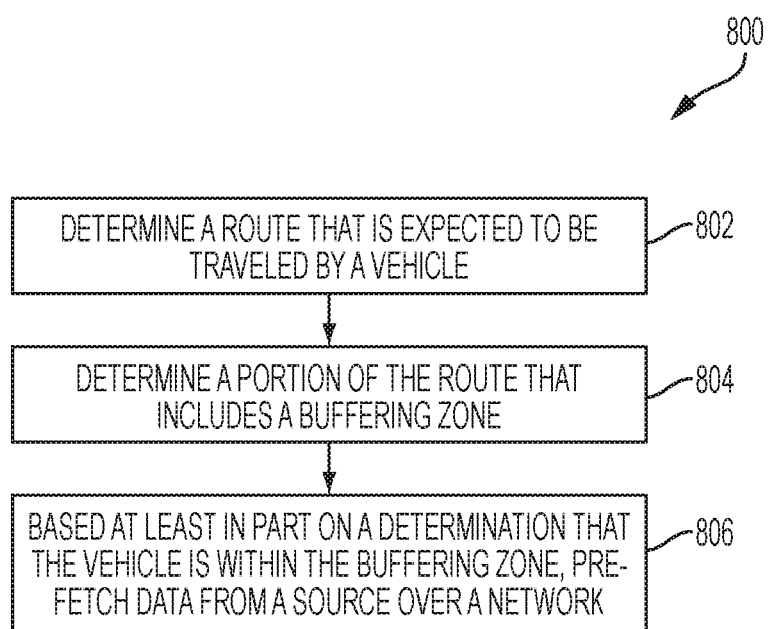 800
DETERMINE A ROUTE THAT IS EXPECTED TO BE
TRAVELED BY A VEHICLE
802
DETERMINE A PORTION OF THE ROUTE THAT
INCLUDES A BUFFERING ZONE
804
BASED AT LEAST IN PART ON A DETERMINATION THAT
THE VEHICLE IS WITHIN THE BUFFERING ZONE, PRE-
FETCH DATA FROM A SOURCE OVER A NETWORK
806